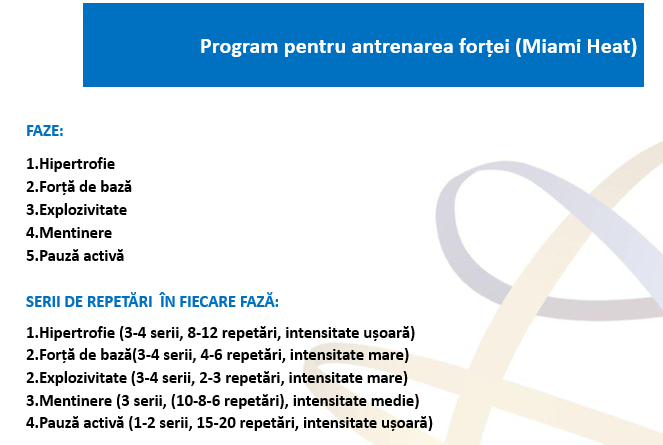 Program pentru antrenarea forței (Miami Heat)
FAZE:
1.Hipertrofie
2.Forță de bază
3.Explozivitate
4.Mentinere
5.Pauză activă
SERII DE REPETĂRI ÎN FIECARE FAZĂ:
1.Hipertrofie (3-4 serii, 8-12 repetări, intensitate ușoară)
2.Forță de bază(3-4 serii, 4-6 repetări, intensitate mare)
2.Explozivitate (3-4 serii, 2-3 repetări, intensitate mare)
3.Mentinere (3 serii, (10-8-6 repetări), intensitate medie)
4.Pauză activă (1-2 serii, 15-20 repetări, intensitate ușoară)